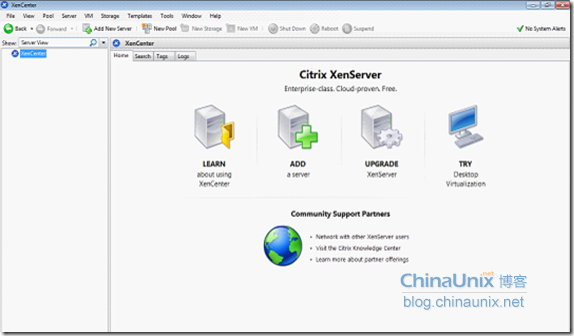 XenCenter
File View Pool Server VM Storage Templates Tools Window Help
Back Forward Add New Server New Pool New Storage New VM Shut Down Reboot Suspend No System Alerts
Show: Server View XenCenter
XenCenter
Home Search Tags Logs
Citrix XenServer
Enterprise-class. Cloud-proven. Free.
LEARN ADD UPGRADE TRY
about using a server XenServer Desktop
XenCenter Virtualization
Community Support Partners
Network with other XenServer users
Visit the Citrix Knowledge Center
Learn more about partner offerings
ChinaUnix.net 博客
blog.chinaunix.net